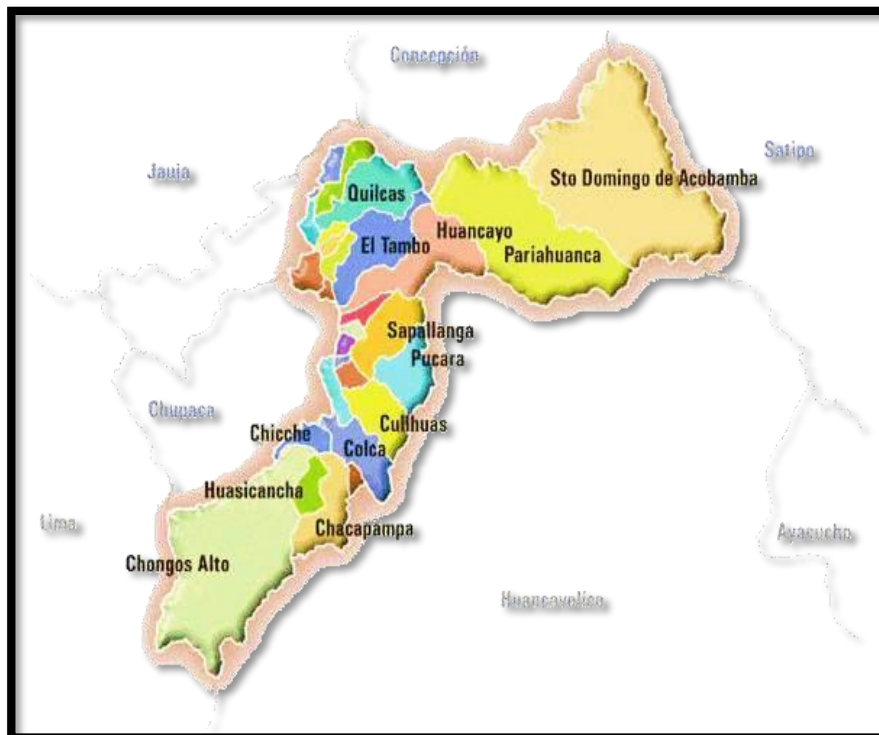 Concepción
Jauja
Satipo
Sto Domingo de Acobamba
Quilcas
Huancayo
El Tambo
Pariahuanca
Sapallanga
Pucara
Chupaca
Cullhuas
Chicche
Colca
Huasicancha
Lima
Chacapampa
Ayacucho
Chongos Alto
Huancavelica